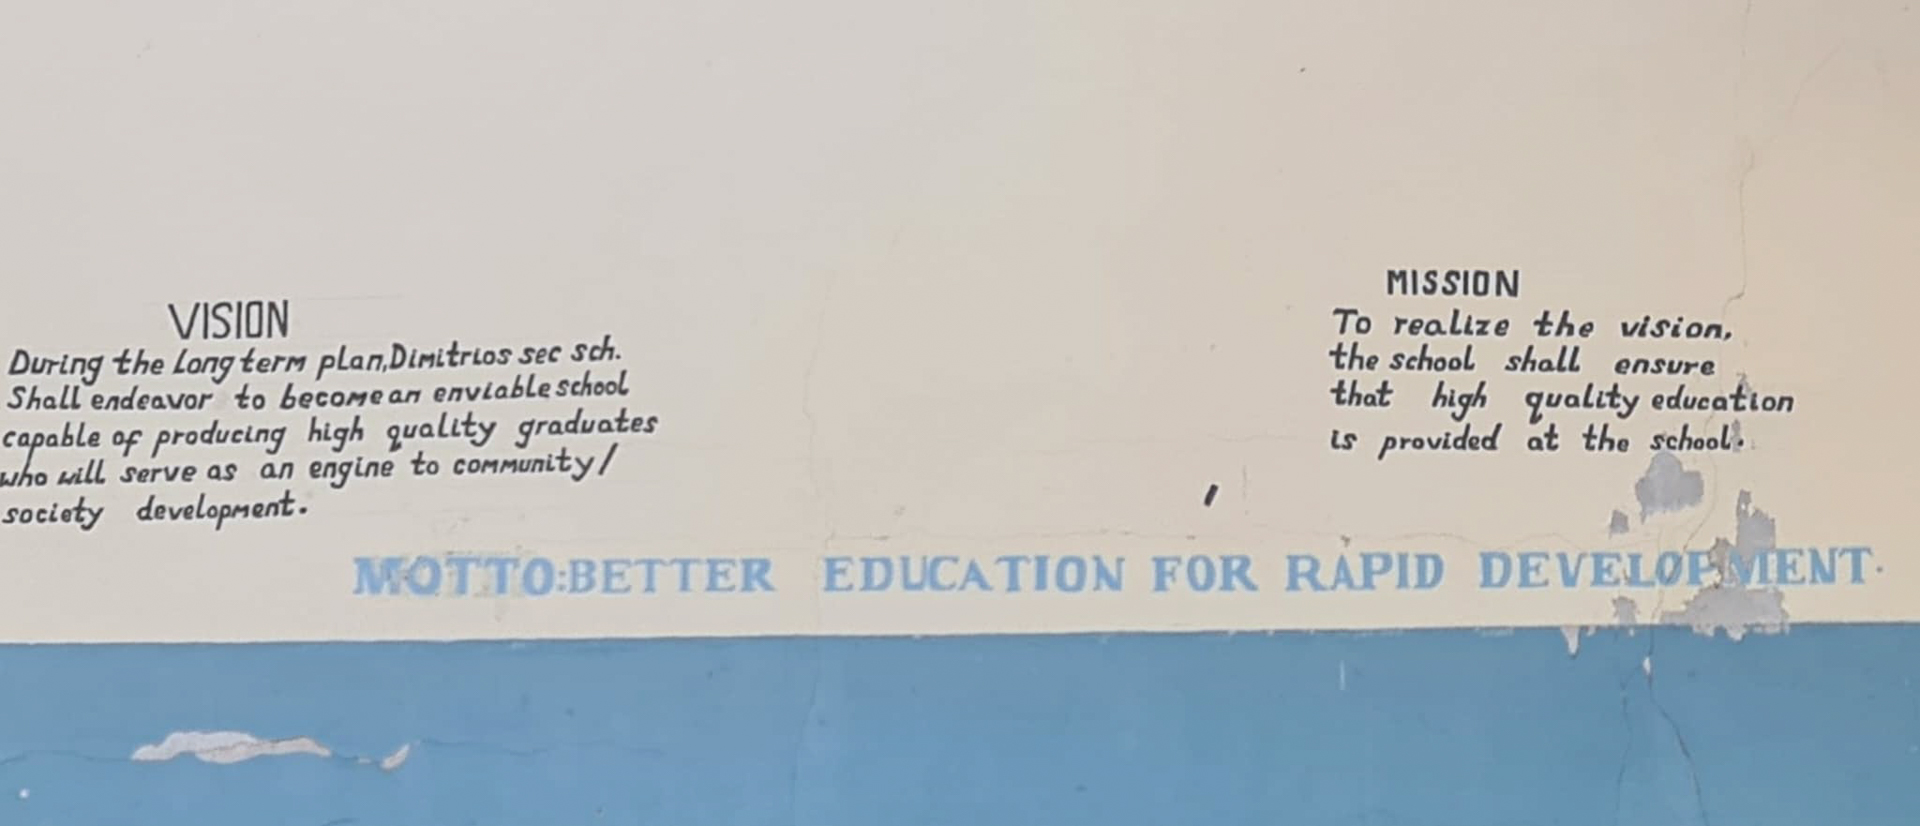 VISION
During the Long term plan,Dimitrios sec sch.
Shall endeavor to become an enviable school
capable of producing high quality graduates
who will serve as an engine to community/
society development.
MISSION
To realize the vision,
the school shall ensure
that high quality education
is provided at the school.
MOTTO:BETTER EDUCATION FOR RAPID DEVELOPMENT.